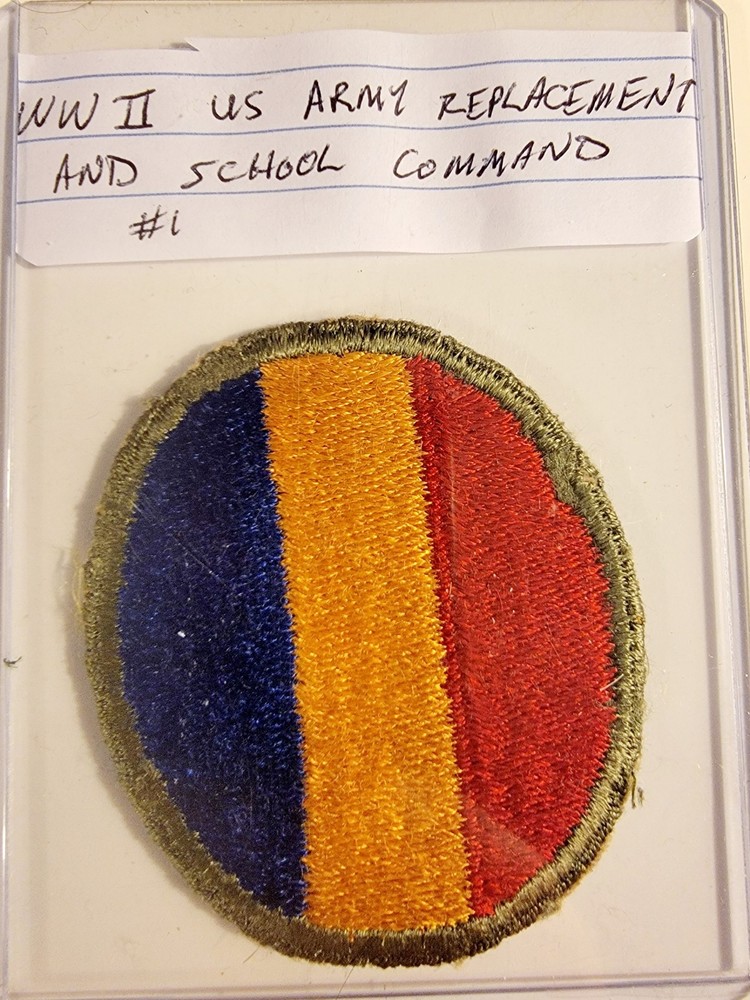 WW II US ARMY REPLACEMENT
AND SCHOOL COMMAND
#1